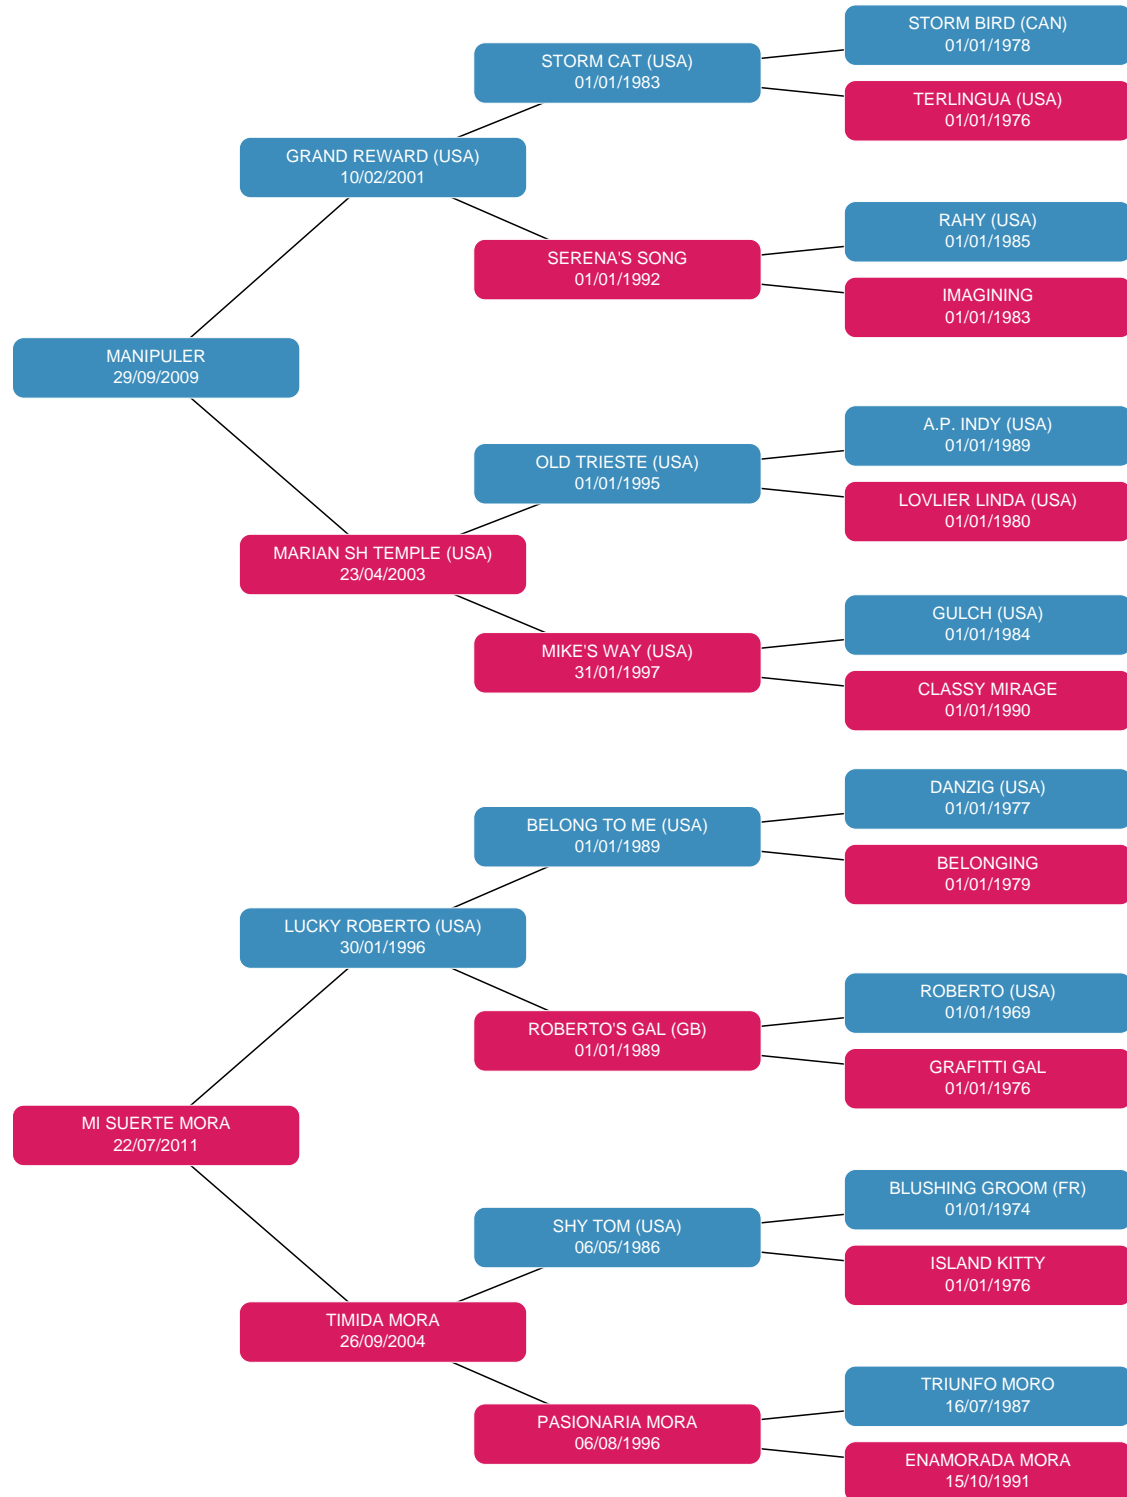 STORM BIRD (CAN)
01/01/1978
STORM CAT (USA)
01/01/1983
TERLINGUA (USA)
01/01/1976
GRAND REWARD (USA)
10/02/2001
RAHY (USA)
01/01/1985
SERENA'S SONG
01/01/1992
IMAGINING
01/01/1983
MANIPULER
29/09/2009
A.P. INDY (USA)
01/01/1989
OLD TRIESTE (USA)
01/01/1995
LOVLIER LINDA (USA)
01/01/1980
MARIAN SH TEMPLE (USA)
23/04/2003
GULCH (USA)
01/01/1984
MIKE'S WAY (USA)
31/01/1997
CLASSY MIRAGE
01/01/1990
DANZIG (USA)
01/01/1977
BELONG TO ME (USA)
01/01/1989
BELONGING
01/01/1979
LUCKY ROBERTO (USA)
30/01/1996
ROBERTO (USA)
01/01/1969
ROBERTO'S GAL (GB)
01/01/1989
GRAFITTI GAL
01/01/1976
MI SUERTE MORA
22/07/2011
BLUSHING GROOM (FR)
01/01/1974
SHY TOM (USA)
06/05/1986
ISLAND KITTY
01/01/1976
TIMIDA MORA
26/09/2004
TRIUNFO MORO
16/07/1987
PASIONARIA MORA
06/08/1996
ENAMORADA MORA
15/10/1991